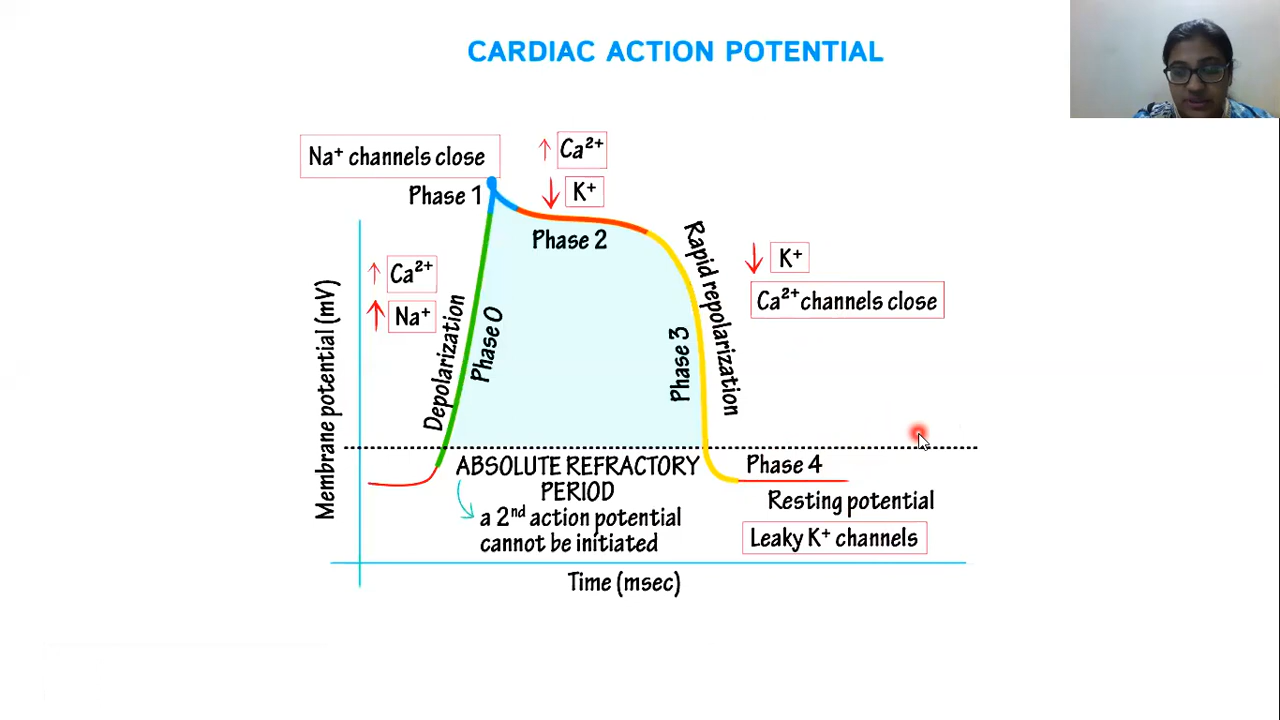 CARDIAC ACTION POTENTIAL
Na⁺ channels close
↑ Ca²⁺
↓ K⁺
Phase 1
Phase 2
↑ Ca²⁺
↑ Na⁺
Depolarization
Phase 0
Phase 3
Rapid repolarization
↓ K⁺
Ca²⁺ channels close
Membrane potential (mV)
ABSOLUTE REFRACTORY
PERIOD
a 2ⁿᵈ action potential
cannot be initiated
Phase 4
Resting potential
Leaky K⁺ channels
Time (msec)